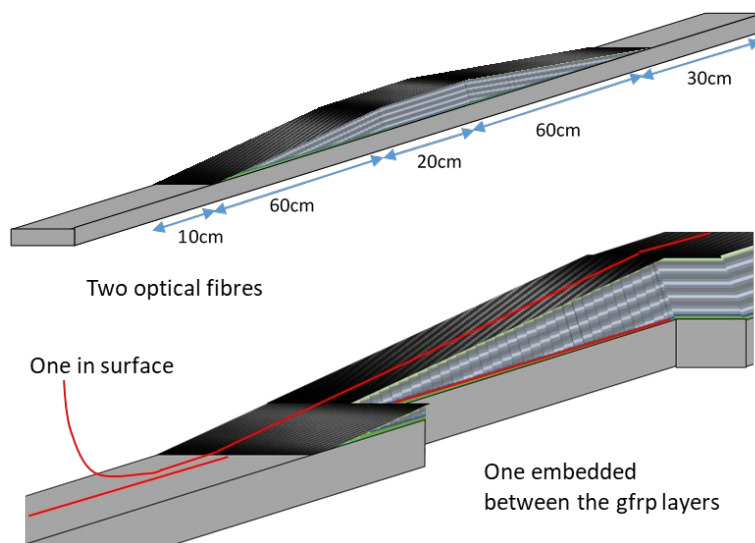 30cm
60cm
20cm
60cm
10cm
Two optical fibres
One in surface
One embedded
between the gfrp layers